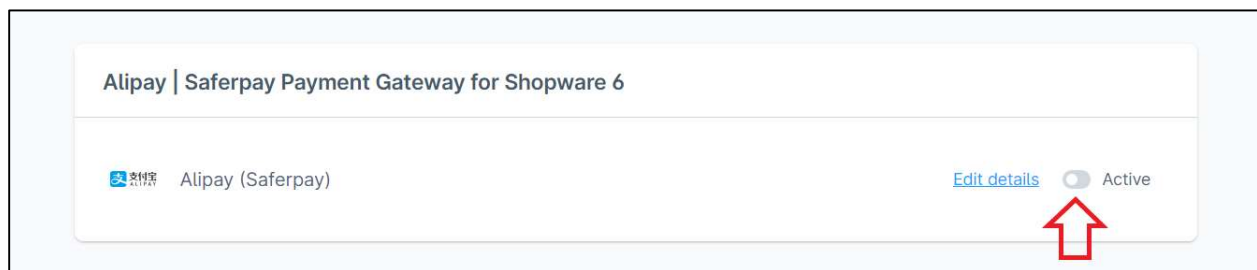 Alipay | Saferpay Payment Gateway for Shopware 6
支付宝
ALIPAY
Alipay (Saferpay)
Edit details
Active